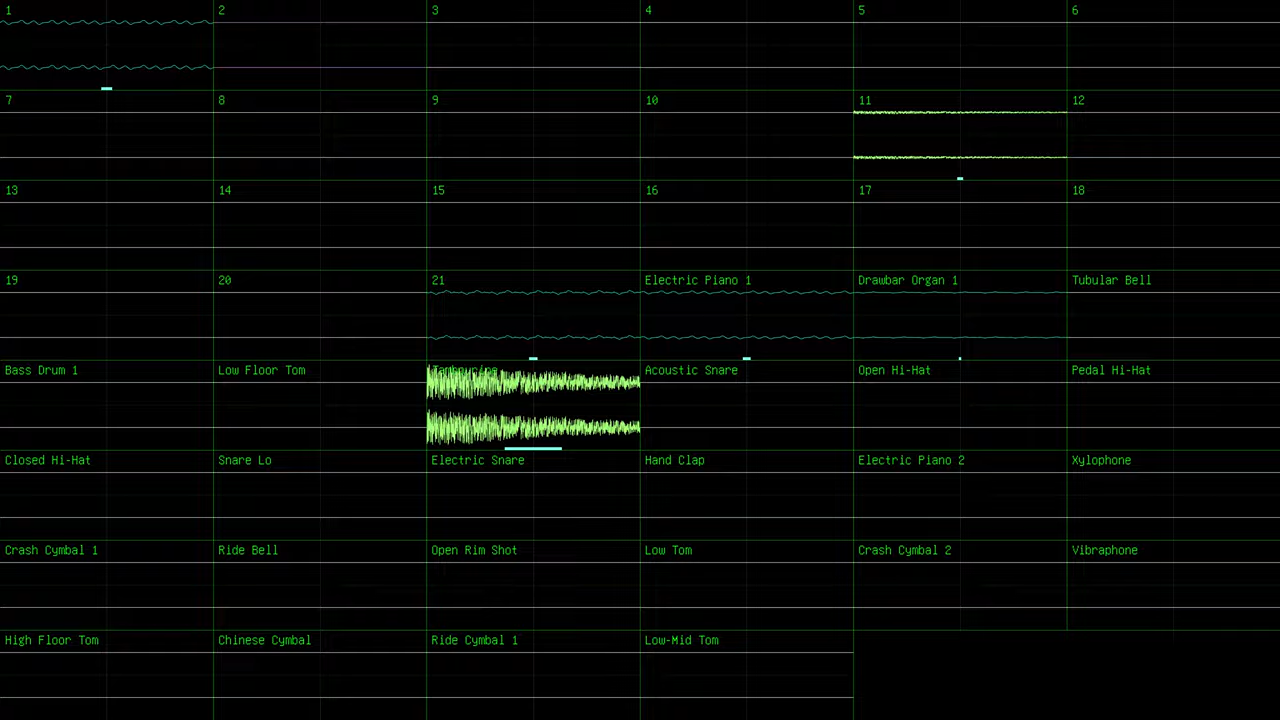 1 2 3 4 5 6
7 8 9 10 11 12
13 14 15 16 17 18
19 20 21 Electric Piano 1 Drawbar Organ 1 Tubular Bell
Bass Drum 1 Low Floor Tom Tambourine Acoustic Snare Open Hi-Hat Pedal Hi-Hat
Closed Hi-Hat Snare Lo Electric Snare Hand Clap Electric Piano 2 Xylophone
Crash Cymbal 1 Ride Bell Open Rim Shot Low Tom Crash Cymbal 2 Vibraphone
High Floor Tom Chinese Cymbal Ride Cymbal 1 Low-Mid Tom